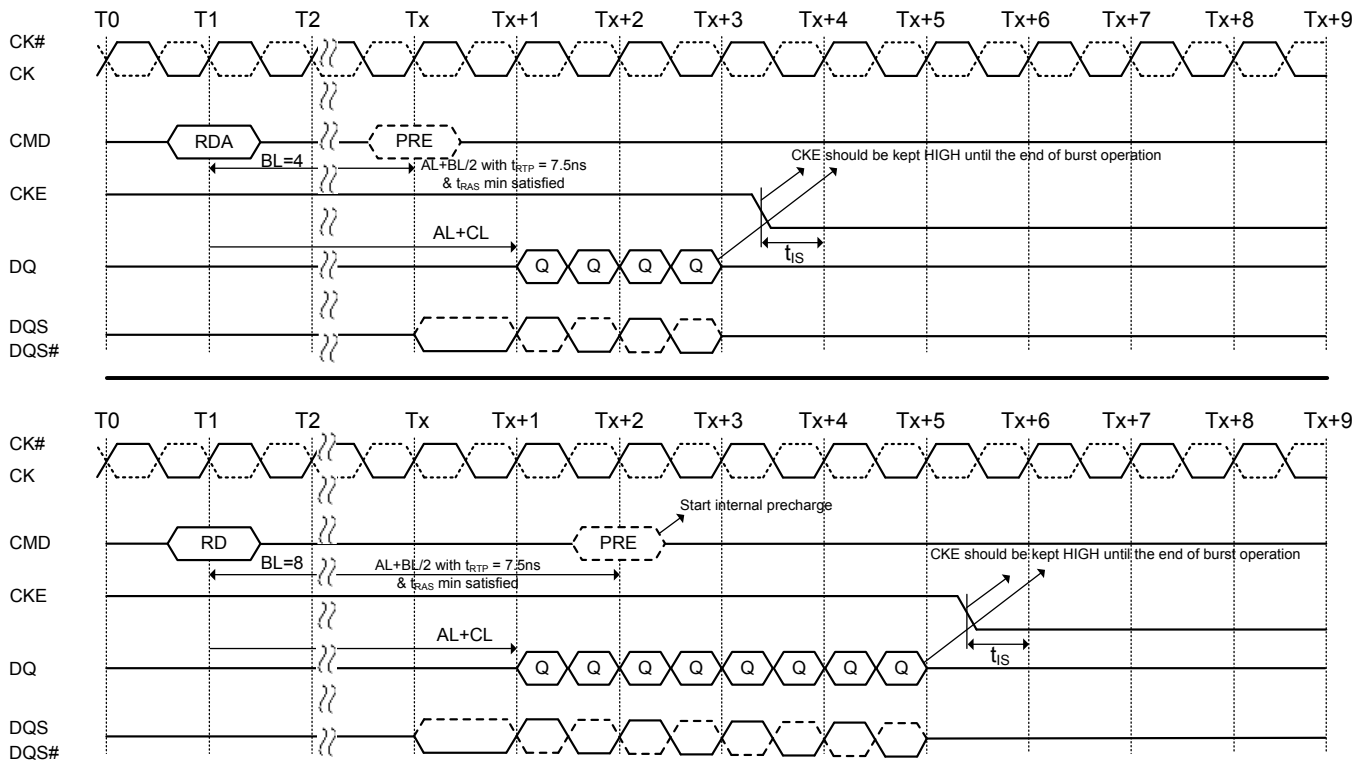 T0 T1 T2 Tx Tx+1 Tx+2 Tx+3 Tx+4 Tx+5 Tx+6 Tx+7 Tx+8 Tx+9
CK#
CK
CMD RDA PRE
BL=4 AL+BL/2 with tRTP = 7.5ns
& tRAS min satisfied
CKE should be kept HIGH until the end of burst operation
CKE
AL+CL
tIS
DQ Q Q Q Q
DQS
DQS#
T0 T1 T2 Tx Tx+1 Tx+2 Tx+3 Tx+4 Tx+5 Tx+6 Tx+7 Tx+8 Tx+9
CK#
CK
Start internal precharge
CMD RD PRE
CKE should be kept HIGH until the end of burst operation
BL=8 AL+BL/2 with tRTP = 7.5ns
& tRAS min satisfied
CKE
AL+CL
tIS
DQ Q Q Q Q Q Q Q Q
DQS
DQS#